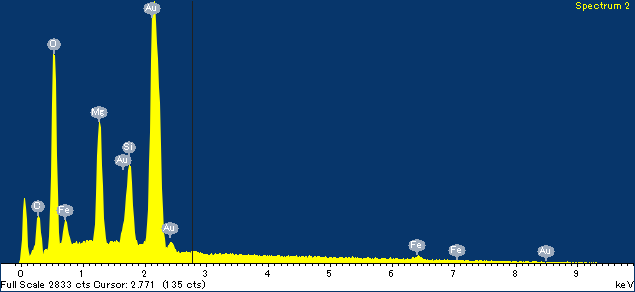 Spectrum 2
Au
O
Mg
Si
Au
C
Fe
Au
Fe
Fe
Au
0 1 2 3 4 5 6 7 8 9
Full Scale 2833 cts Cursor: 2.771 (135 cts) keV